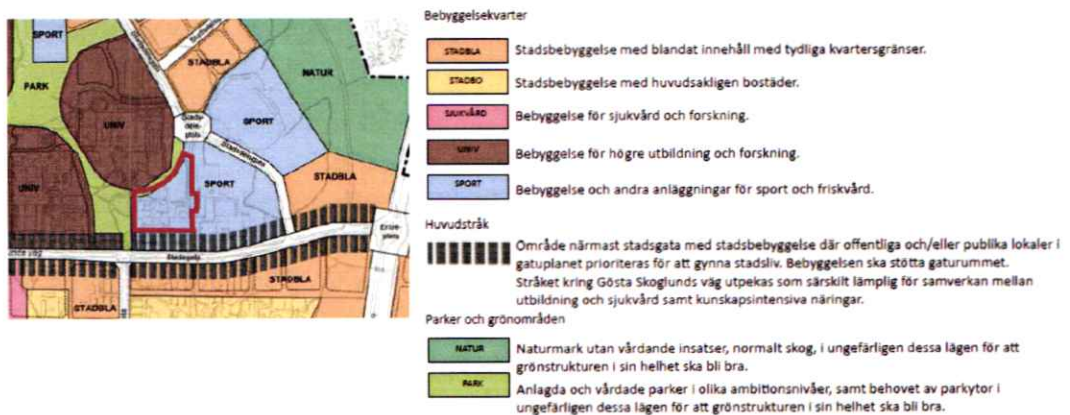 SPORT
STADBLA
PARK
NATUR
UNIV
SPORT
Stadsdelsgata
UNIV
SPORT
STADBLA
Stadsgata
STADBLA
STADBLA
STADBO
Bebyggelsekvarter
STADBLA Stadsbebyggelse med blandat innehåll med tydliga kvartersgränser.
STADBO Stadsbebyggelse med huvudsakligen bostäder.
SJUKVÅRD Bebyggelse för sjukvård och forskning.
UNIV Bebyggelse för högre utbildning och forskning.
SPORT Bebyggelse och andra anläggningar för sport och friskvård.
Huvudstråk
Område närmast stadsgata med stadsbebyggelse där offentliga och/eller publika lokaler i
gatuplanet prioriteras för att gynna stadsliv. Bebyggelsen ska stötta gaturummet.
Stråket kring Gösta Skoglunds väg utpekas som särskilt lämplig för samverkan mellan
utbildning och sjukvård samt kunskapsintensiva näringar.
Parker och grönområden
NATUR Naturmark utan vårdande insatser, normalt skog, i ungefärligen dessa lägen för att
grönstrukturen i sin helhet ska bli bra.
PARK Anlagda och vårdade parker i olika ambitionsnivåer, samt behovet av parkytor i
ungefärligen dessa lägen för att grönstrukturen i sin helhet ska bli bra.